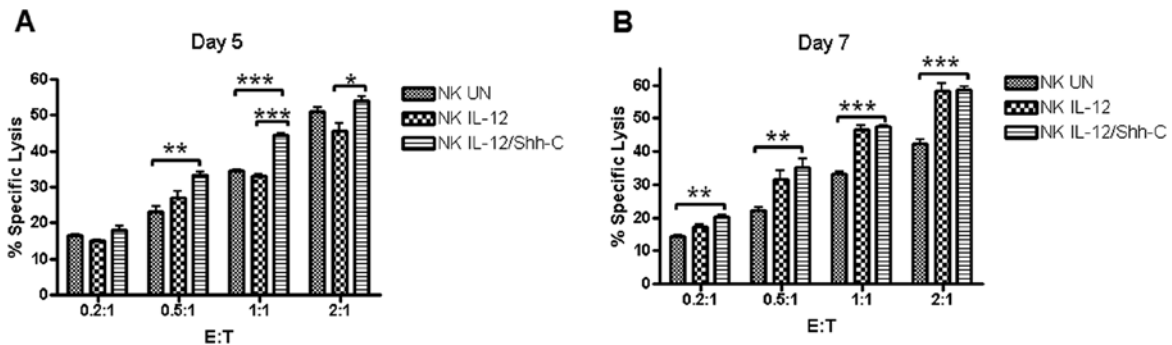 A
Day 5
% Specific Lysis
60
50
40
30
20
10
0
**
***
***
*
0.2:1 0.5:1 1:1 2:1
E:T
NK UN
NK IL-12
NK IL-12/Shh-C
B
Day 7
% Specific Lysis
60
50
40
30
20
10
0
**
**
***
***
0.2:1 0.5:1 1:1 2:1
E:T
NK UN
NK IL-12
NK IL-12/Shh-C